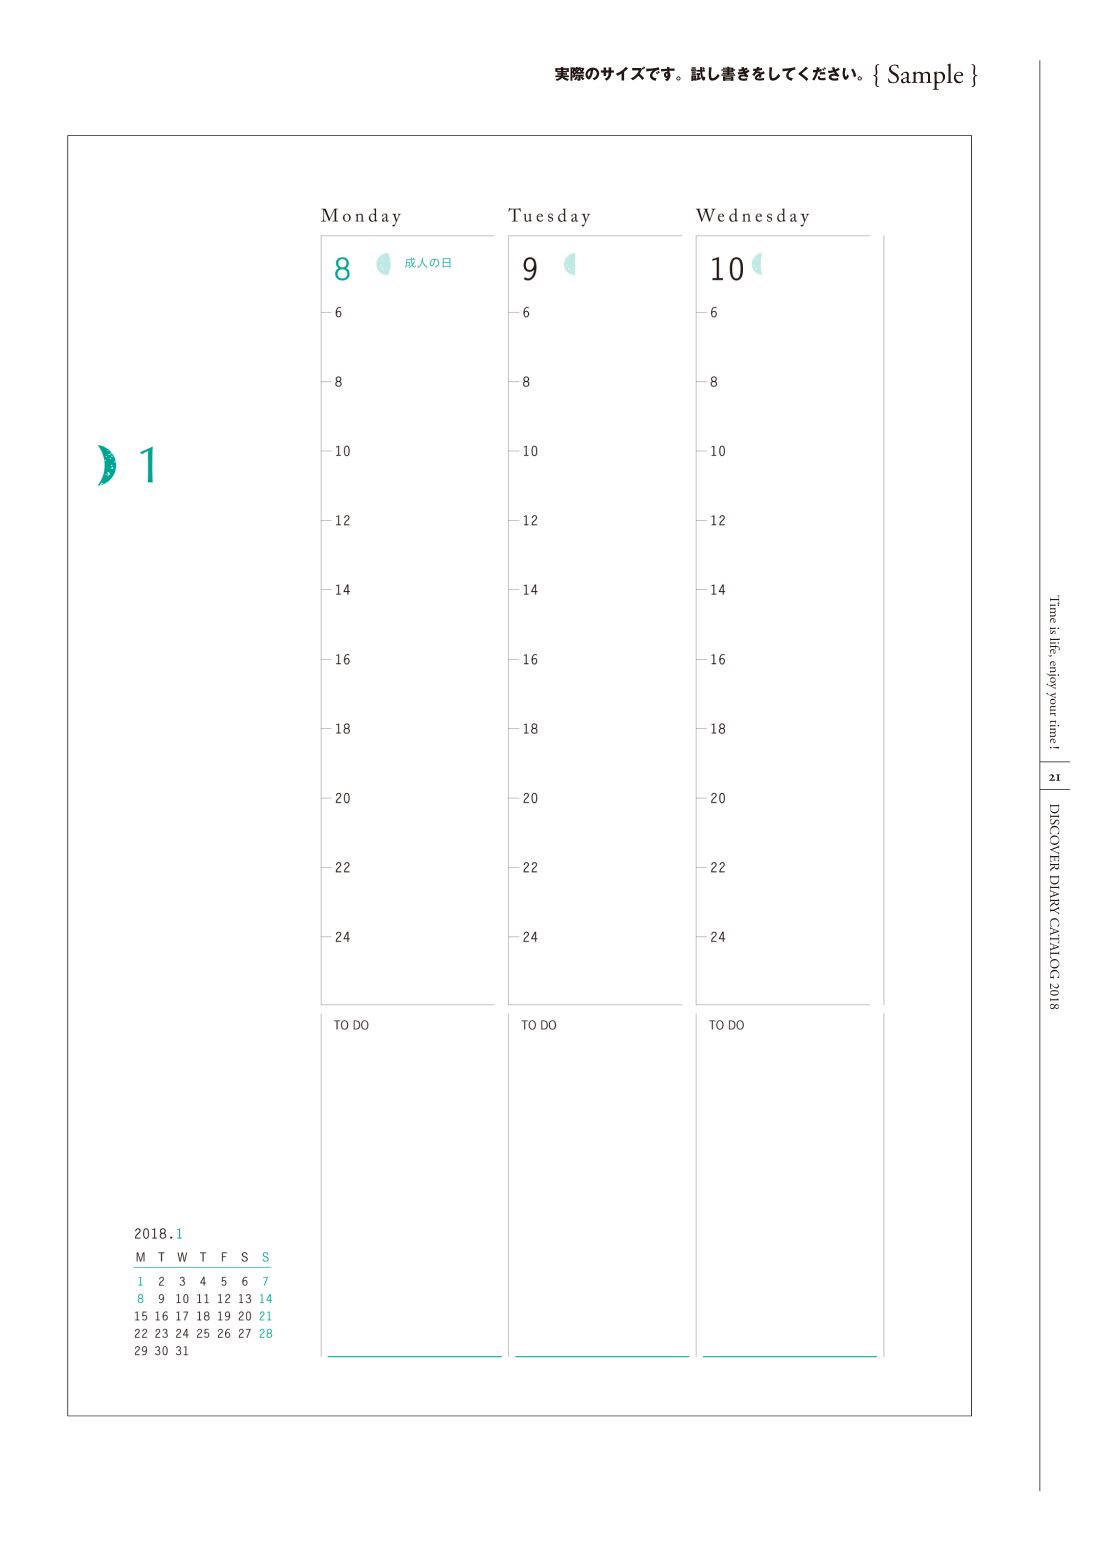 実際のサイズです。試し書きをしてください。{ Sample }
Monday Tuesday Wednesday
8 成人の日 9 10
6 6 6
8 8 8
10 10 10
1
12 12 12
14 14 14
16 16 16
18 18 18
20 20 20
22 22 22
24 24 24
TO DO TO DO TO DO
2018.1
M T W T F S S
1 2 3 4 5 6 7
8 9 10 11 12 13 14
15 16 17 18 19 20 21
22 23 24 25 26 27 28
29 30 31
Time is life, enjoy your time!
21
DISCOVER DIARY CATALOG 2018